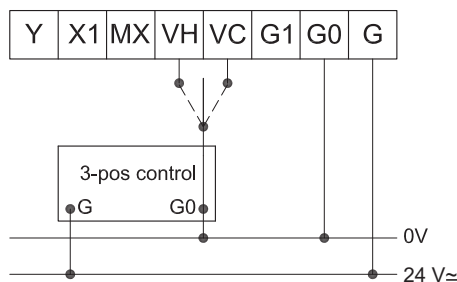 Y X1 MX VH VC G1 G0 G
3-pos control
G G0
0V
24 V≃